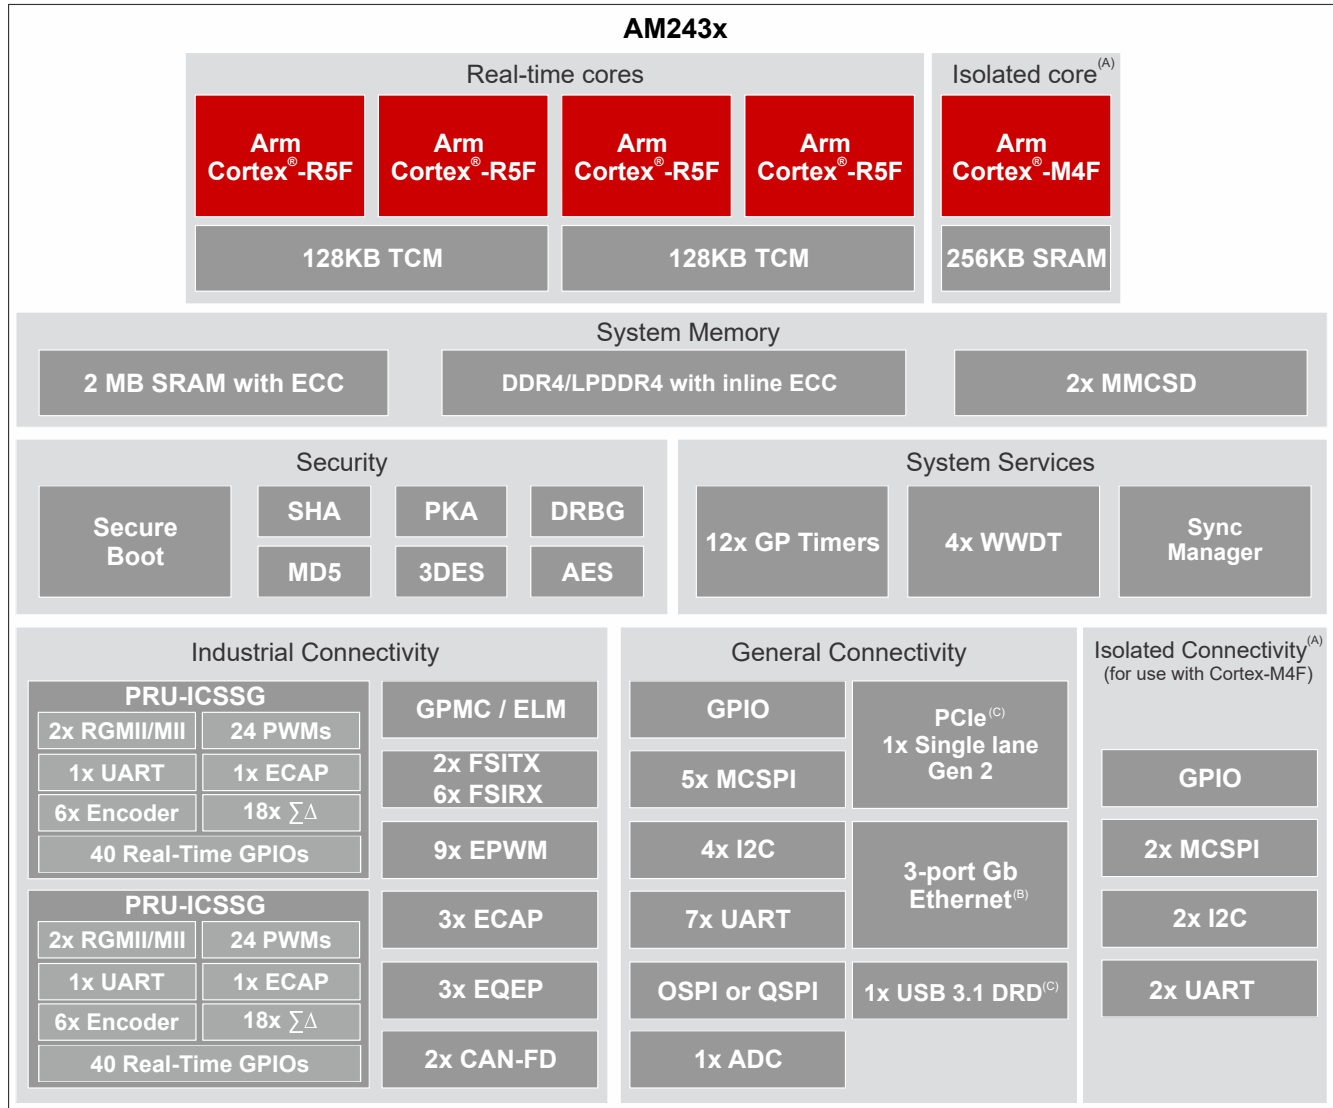 AM243x
Real-time cores
Isolated core(A)
Arm
Cortex®-R5F
Arm
Cortex®-R5F
Arm
Cortex®-R5F
Arm
Cortex®-R5F
Arm
Cortex®-M4F
128KB TCM
128KB TCM
256KB SRAM
System Memory
2 MB SRAM with ECC
DDR4/LPDDR4 with inline ECC
2x MMCSD
Security
Secure
Boot
SHA
PKA
DRBG
MD5
3DES
AES
System Services
12x GP Timers
4x WWDT
Sync
Manager
Industrial Connectivity
PRU-ICSSG
2x RGMII/MII
24 PWMs
1x UART
1x ECAP
6x Encoder
18x ∑∆
40 Real-Time GPIOs
PRU-ICSSG
2x RGMII/MII
24 PWMs
1x UART
1x ECAP
6x Encoder
18x ∑∆
40 Real-Time GPIOs
GPMC / ELM
2x FSITX
6x FSIRX
9x EPWM
3x ECAP
3x EQEP
2x CAN-FD
General Connectivity
GPIO
5x MCSPI
4x I2C
7x UART
OSPI or QSPI
1x ADC
PCIe(C)
1x Single lane
Gen 2
3-port Gb
Ethernet(B)
1x USB 3.1 DRD(C)
Isolated Connectivity(A)
(for use with Cortex-M4F)
GPIO
2x MCSPI
2x I2C
2x UART